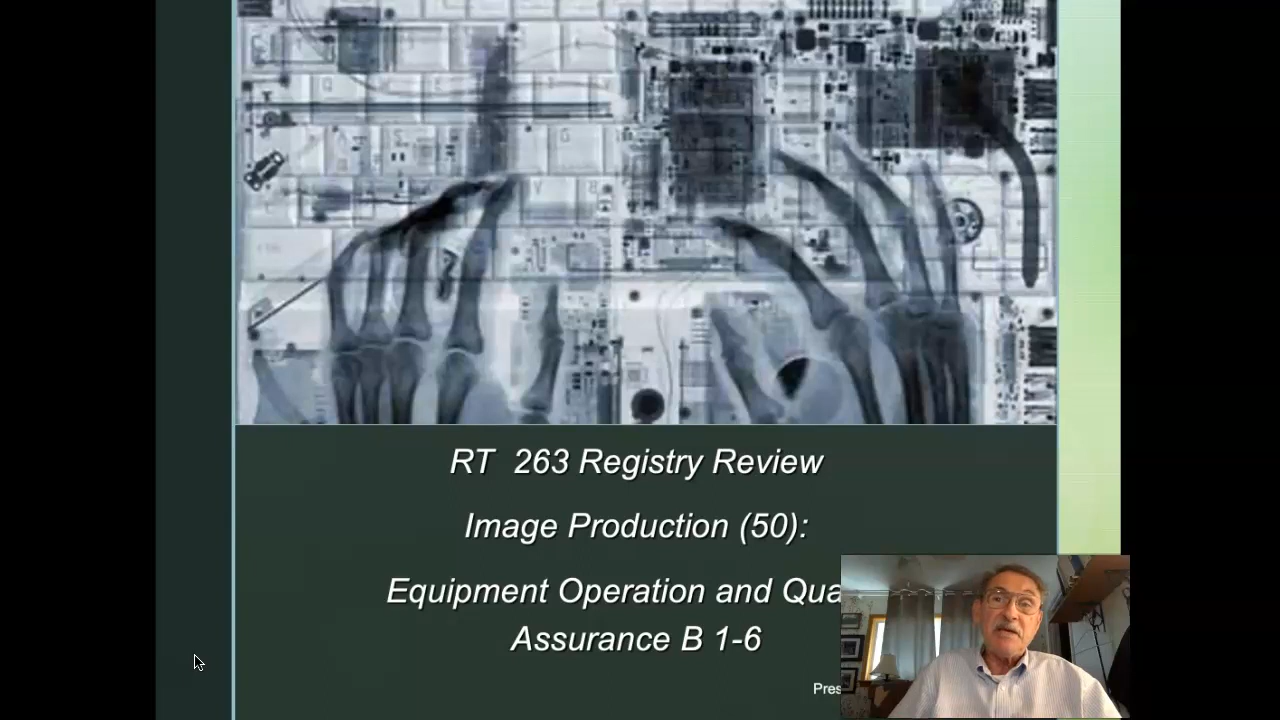 RT 263 Registry Review
Image Production (50):
Equipment Operation and Qua
Assurance B 1-6
Pres